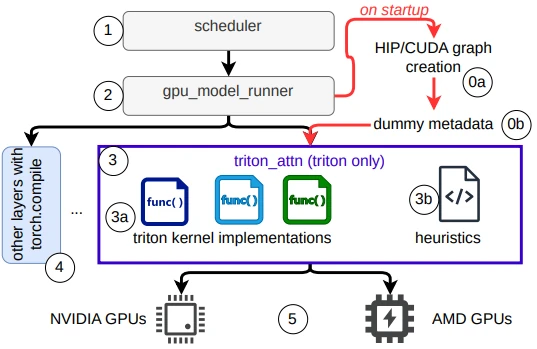 on startup
1
scheduler
HIP/CUDA graph
creation
0a
2
gpu_model_runner
dummy metadata
0b
other layers with
torch.compile
...
4
3
triton_attn (triton only)
3a
func( )
func( )
func( )
triton kernel implementations
3b
</>
heuristics
NVIDIA GPUs
5
AMD GPUs